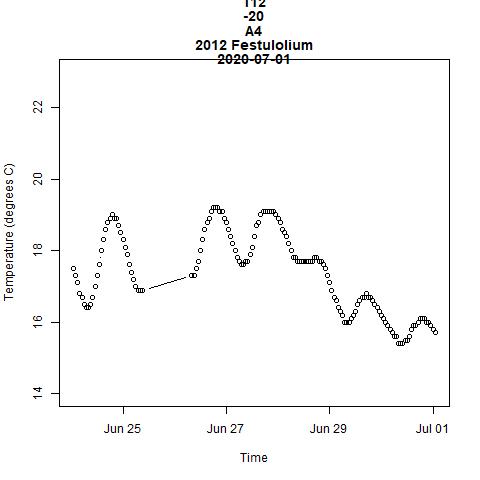 T12
-20
A4
2012 Festulolium
2020-07-01
Temperature (degrees C)
22
20
18
16
14
Jun 25 Jun 27 Jun 29 Jul 01
Time